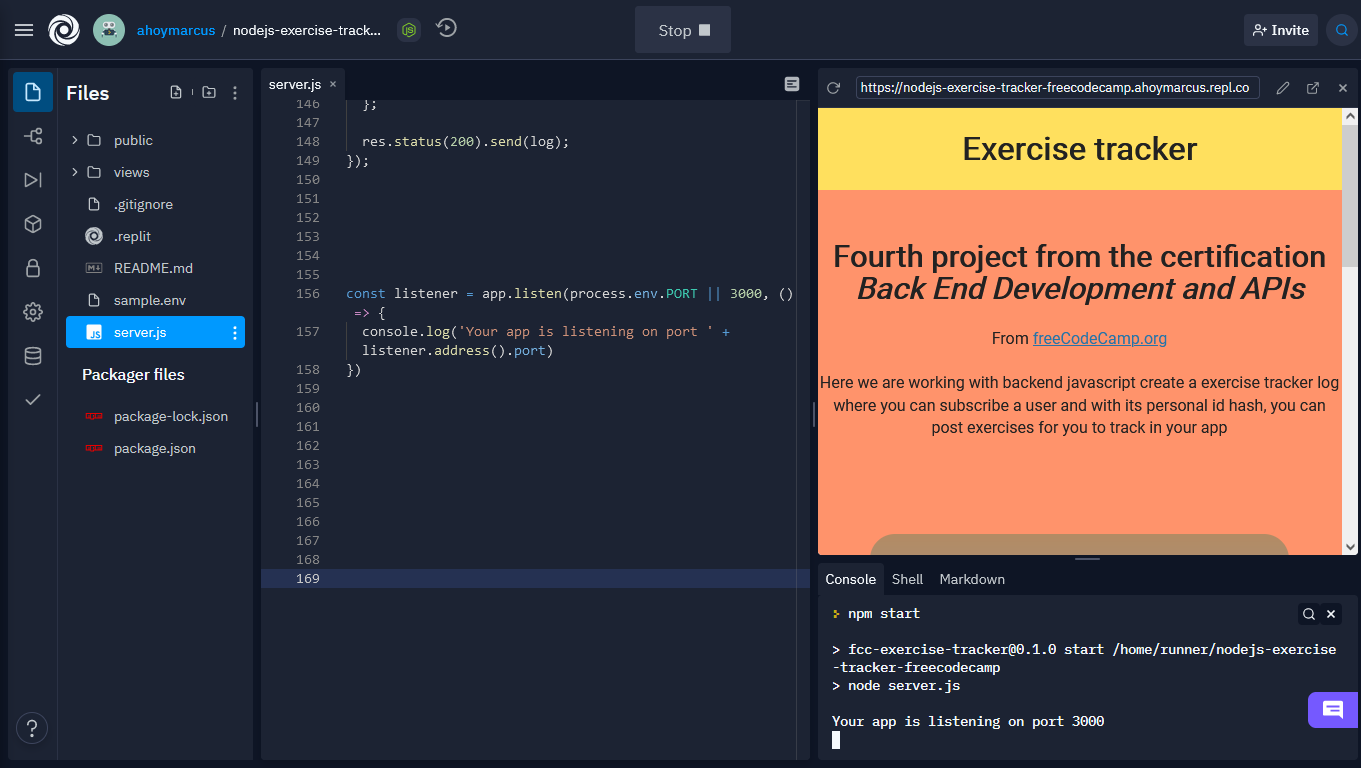 ahoymarcus / nodejs-exercise-track...
Stop
Invite
Files
public
views
.gitignore
.replit
README.md
sample.env
server.js
Packager files
package-lock.json
package.json
server.js ×
146 };
147
148 res.status(200).send(log);
149 });
150
151
152
153
154
155
156 const listener = app.listen(process.env.PORT || 3000, ()
=> {
157 console.log('Your app is listening on port ' +
listener.address().port)
158 })
159
160
161
162
163
164
165
166
167
168
169
https://nodejs-exercise-tracker-freecodecamp.ahoymarcus.repl.co
Exercise tracker
Fourth project from the certification
Back End Development and APIs
From freeCodeCamp.org
Here we are working with backend javascript create a exercise tracker log
where you can subscribe a user and with its personal id hash, you can
post exercises for you to track in your app
Console Shell Markdown
npm start
> fcc-exercise-tracker@0.1.0 start /home/runner/nodejs-exercise
-tracker-freecodecamp
> node server.js
Your app is listening on port 3000